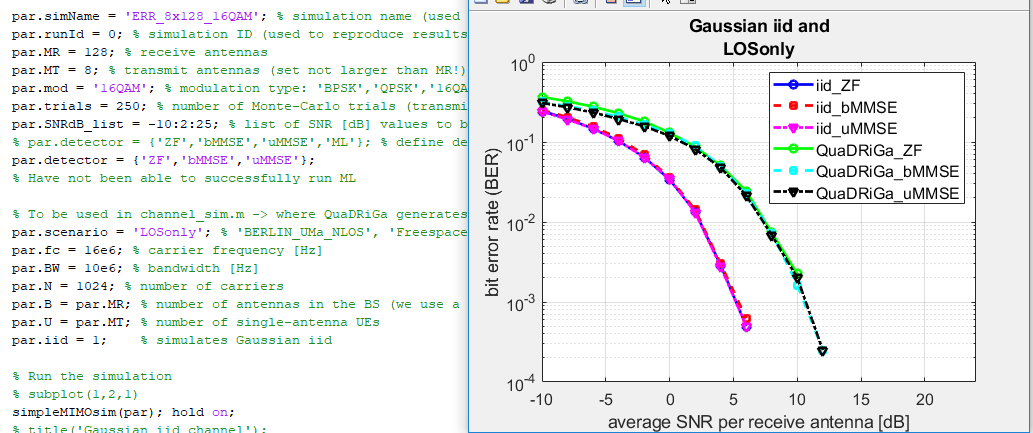 par.simName = 'ERR_8x128_16QAM'; % simulation name (used
par.runId = 0; % simulation ID (used to reproduce results
par.MR = 128; % receive antennas
par.MT = 8; % transmit antennas (set not larger than MR!)
par.mod = '16QAM'; % modulation type: 'BPSK','QPSK','16QA
par.trials = 250; % number of Monte-Carlo trials (transmi
par.SNRdB_list = -10:2:25; % list of SNR [dB] values to b
% par.detector = {'ZF','bMMSE','uMMSE','ML'}; % define de
par.detector = {'ZF','bMMSE','uMMSE'};
% Have not been able to successfully run ML
% To be used in channel_sim.m -> where QuaDRiGa generates
par.scenario = 'LOSonly'; % 'BERLIN_UMa_NLOS', 'Freespace
par.fc = 16e6; % carrier frequency [Hz]
par.BW = 10e6; % bandwidth [Hz]
par.N = 1024; % number of carriers
par.B = par.MR; % number of antennas in the BS (we use a
par.U = par.MT; % number of single-antenna UEs
par.iid = 1; % simulates Gaussian iid
% Run the simulation
% subplot(1,2,1)
simpleMIMOsim(par); hold on;
% title('Gaussian iid channel');
Gaussian iid and
LOSonly
10^0
10^-1
10^-2
10^-3
10^-4
bit error rate (BER)
iid_ZF
iid_bMMSE
iid_uMMSE
QuaDRiGa_ZF
QuaDRiGa_bMMSE
QuaDRiGa_uMMSE
-10 -5 0 5 10 15 20
average SNR per receive antenna [dB]